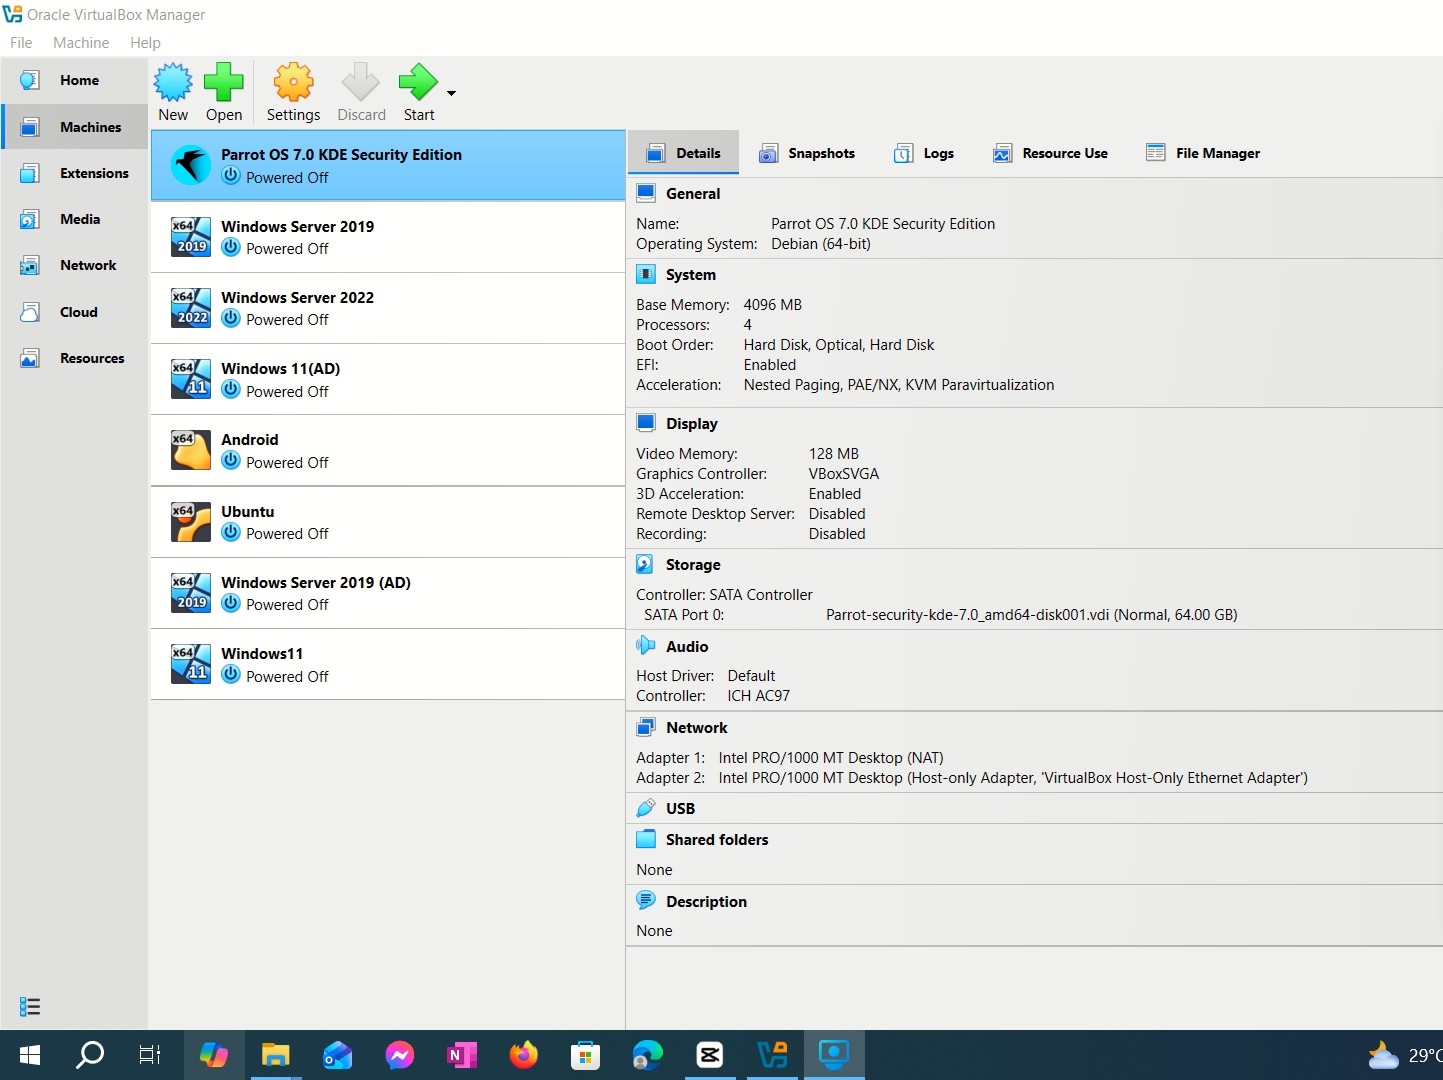 Oracle VirtualBox Manager
File Machine Help
Home
Machines
Extensions
Media
Network
Cloud
Resources
New Open Settings Discard Start
Parrot OS 7.0 KDE Security Edition
Powered Off
x64 2019
Windows Server 2019
Powered Off
x64 2022
Windows Server 2022
Powered Off
x64 11
Windows 11(AD)
Powered Off
x64
Android
Powered Off
x64
Ubuntu
Powered Off
x64 2019
Windows Server 2019 (AD)
Powered Off
x64 11
Windows11
Powered Off
Details Snapshots Logs Resource Use File Manager
General
Name: Parrot OS 7.0 KDE Security Edition
Operating System: Debian (64-bit)
System
Base Memory: 4096 MB
Processors: 4
Boot Order: Hard Disk, Optical, Hard Disk
EFI: Enabled
Acceleration: Nested Paging, PAE/NX, KVM Paravirtualization
Display
Video Memory: 128 MB
Graphics Controller: VBoxSVGA
3D Acceleration: Enabled
Remote Desktop Server: Disabled
Recording: Disabled
Storage
Controller: SATA Controller
SATA Port 0: Parrot-security-kde-7.0_amd64-disk001.vdi (Normal, 64.00 GB)
Audio
Host Driver: Default
Controller: ICH AC97
Network
Adapter 1: Intel PRO/1000 MT Desktop (NAT)
Adapter 2: Intel PRO/1000 MT Desktop (Host-only Adapter, 'VirtualBox Host-Only Ethernet Adapter')
USB
Shared folders
None
Description
None
29°C